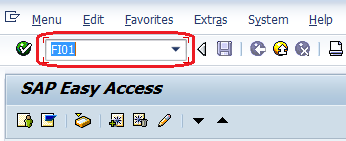 Menu Edit Favorites Extras System Help
FI01
SAP Easy Access